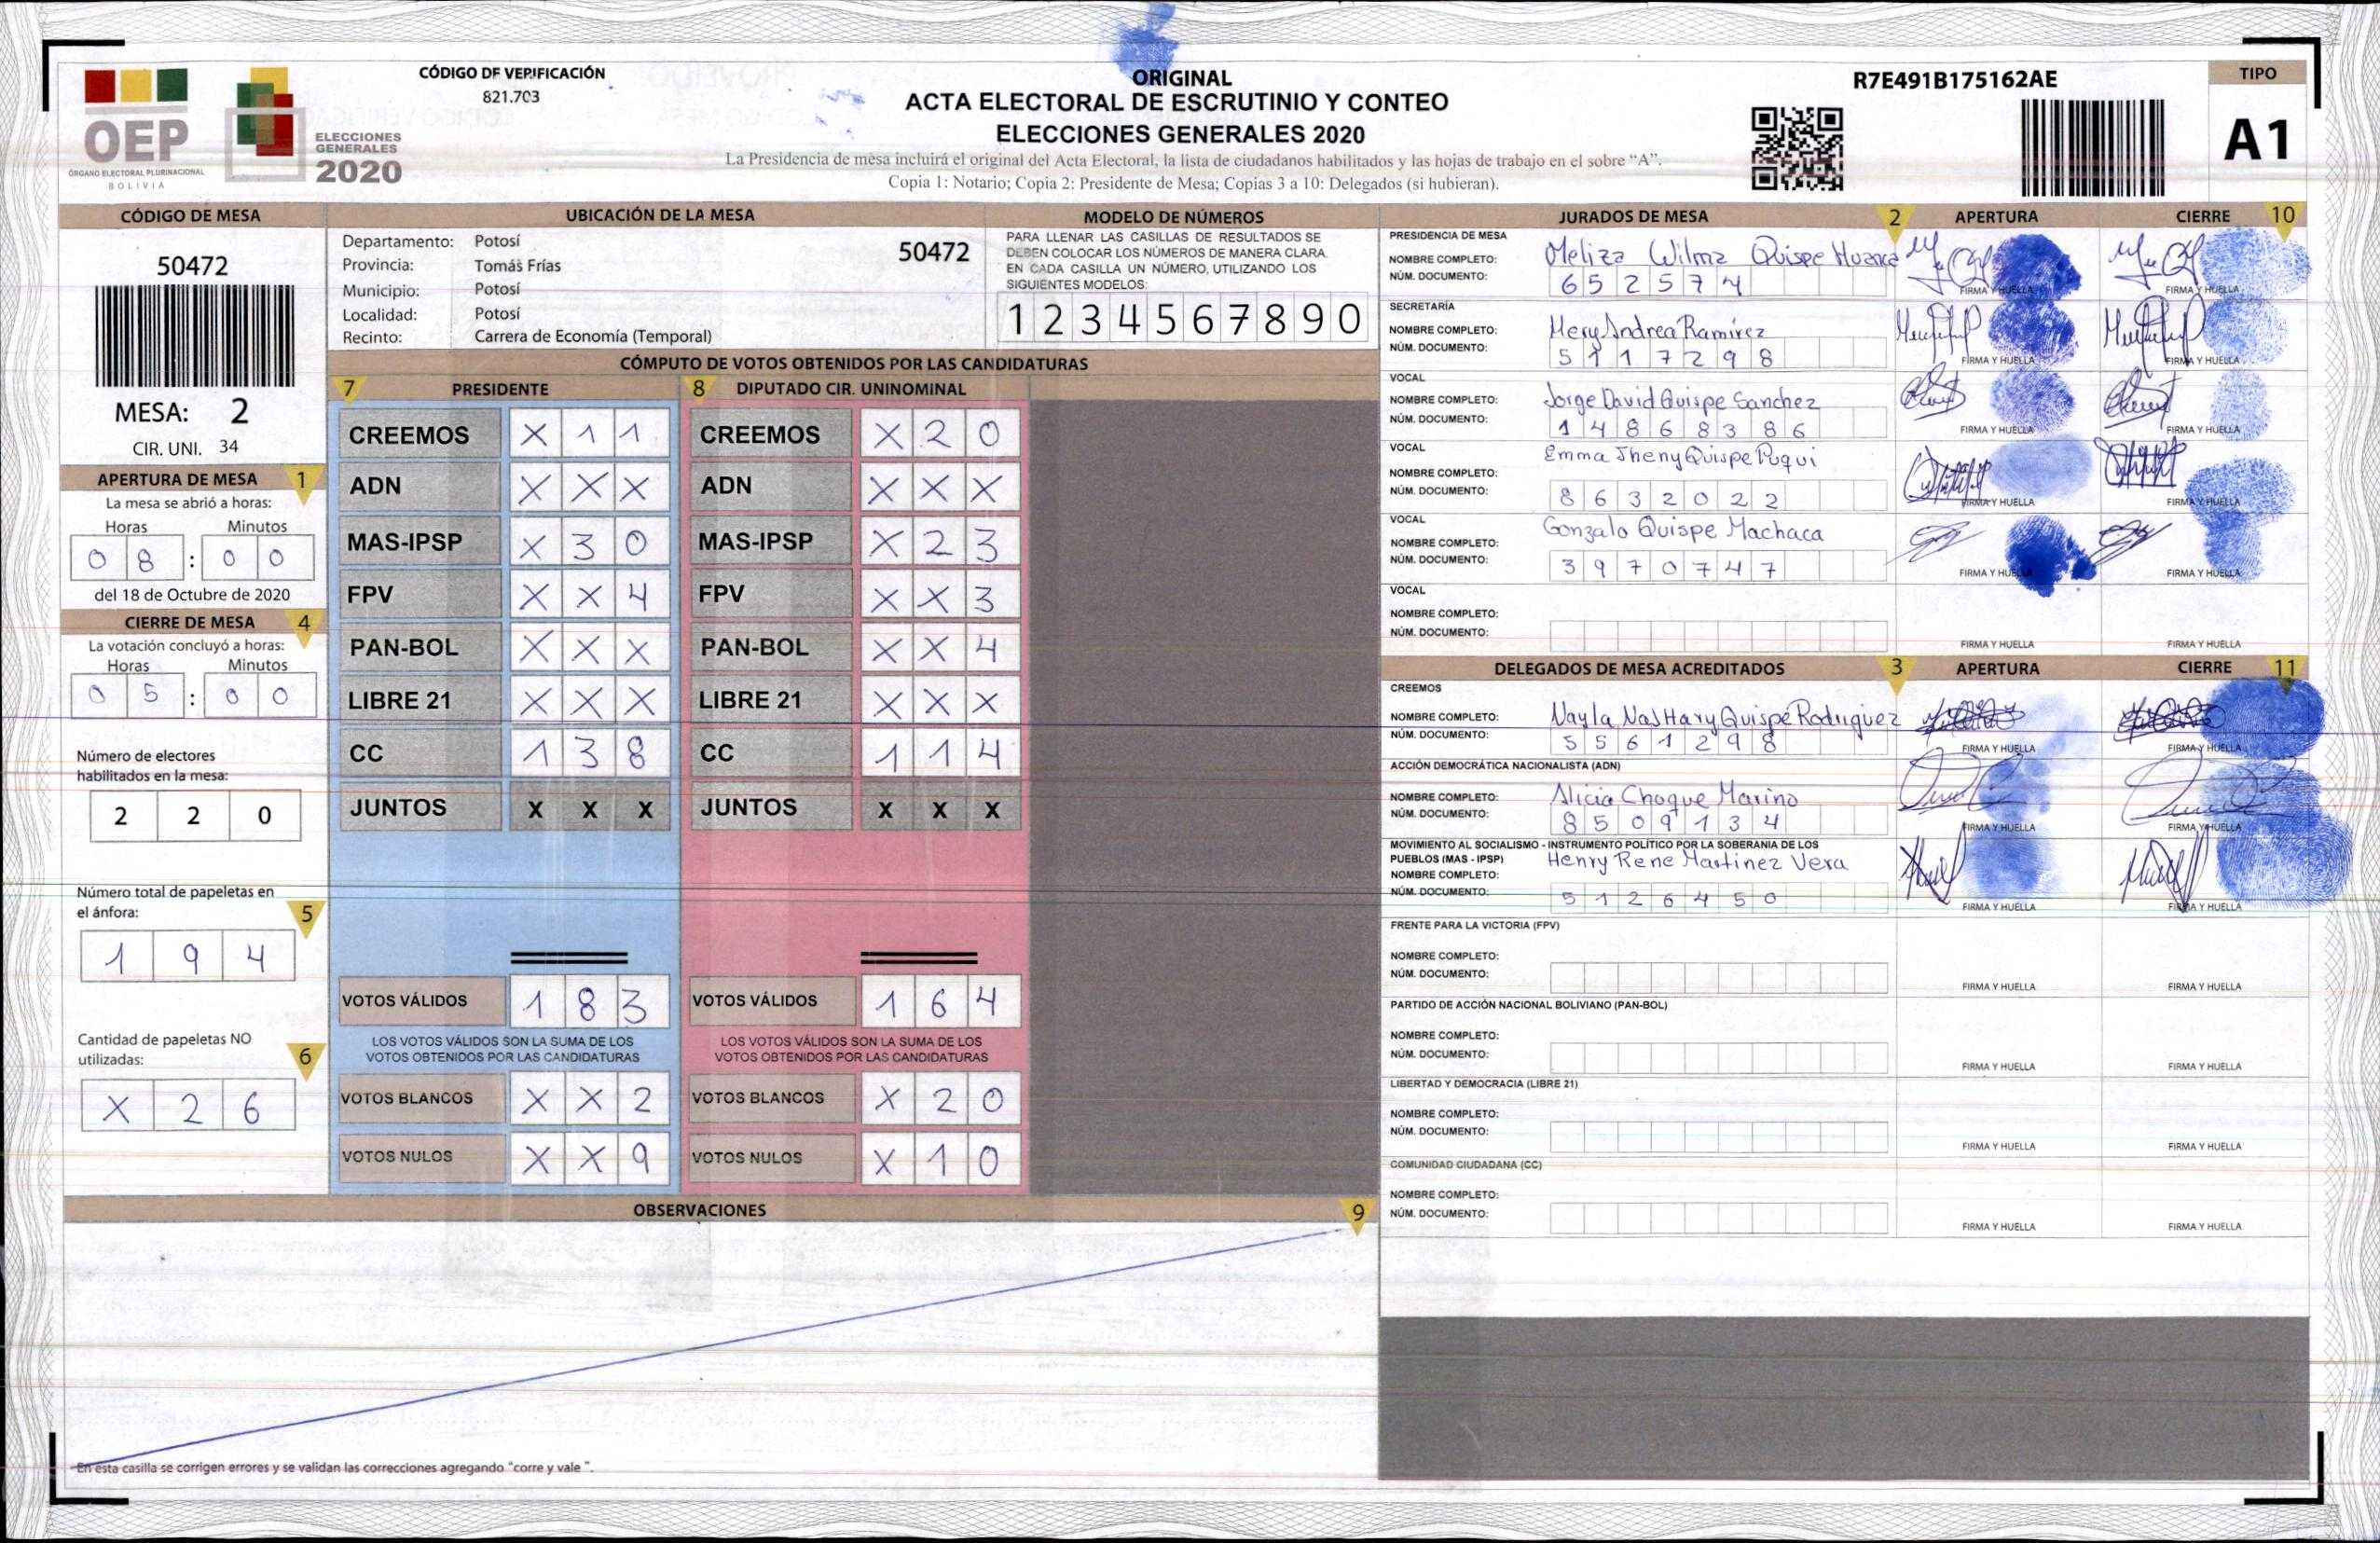 CÓDIGO DE VERIFICACIÓN
821.703
ORIGINAL
ACTA ELECTORAL DE ESCRUTINIO Y CONTEO
ELECCIONES GENERALES 2020
La Presidencia de mesa incluirá el original del Acta Electoral, la lista de ciudadanos habilitados y las hojas de trabajo en el sobre “A”.
Copia 1: Notario; Copia 2: Presidente de Mesa; Copias 3 a 10: Delegados (si hubieran).
R7E491B175162AE
TIPO
A1
OEP
ÓRGANO ELECTORAL PLURINACIONAL
BOLIVIA
ELECCIONES
GENERALES
2020
CÓDIGO DE MESA
50472
MESA: 2
CIR. UNI. 34
APERTURA DE MESA 1
La mesa se abrió a horas:
Horas Minutos
0 8 : 0 0
del 18 de Octubre de 2020
CIERRE DE MESA 4
La votación concluyó a horas:
Horas Minutos
0 5 : 0 0
Número de electores
habilitados en la mesa:
2 2 0
Número total de papeletas en
el ánfora:
5
1 9 4
Cantidad de papeletas NO
utilizadas:
6
X 2 6
UBICACIÓN DE LA MESA
Departamento: Potosí
50472
Provincia: Tomás Frías
Municipio: Potosí
Localidad: Potosí
Recinto: Carrera de Economía (Temporal)
MODELO DE NÚMEROS
PARA LLENAR LAS CASILLAS DE RESULTADOS SE
DEBEN COLOCAR LOS NÚMEROS DE MANERA CLARA.
EN CADA CASILLA UN NÚMERO, UTILIZANDO LOS
SIGUIENTES MODELOS:
1 2 3 4 5 6 7 8 9 0
CÓMPUTO DE VOTOS OBTENIDOS POR LAS CANDIDATURAS
7 PRESIDENTE 8 DIPUTADO CIR. UNINOMINAL
CREEMOS X 1 1 CREEMOS X 2 0
ADN X X X ADN X X X
MAS-IPSP X 3 0 MAS-IPSP X 2 3
FPV X X 4 FPV X X 3
PAN-BOL X X X PAN-BOL X X 4
LIBRE 21 X X X LIBRE 21 X X X
CC 1 3 8 CC 1 1 4
JUNTOS X X X JUNTOS X X X
VOTOS VÁLIDOS 1 8 3 VOTOS VÁLIDOS 1 6 4
LOS VOTOS VÁLIDOS SON LA SUMA DE LOS LOS VOTOS VÁLIDOS SON LA SUMA DE LOS
VOTOS OBTENIDOS POR LAS CANDIDATURAS VOTOS OBTENIDOS POR LAS CANDIDATURAS
VOTOS BLANCOS X X 2 VOTOS BLANCOS X 2 0
VOTOS NULOS X X 9 VOTOS NULOS X 1 0
OBSERVACIONES 9
En esta casilla se corrigen errores y se validan las correcciones agregando “corre y vale ”.
JURADOS DE MESA 2 APERTURA CIERRE 10
PRESIDENCIA DE MESA
NOMBRE COMPLETO: Meliza Wilma Quispe Huanca
NÚM. DOCUMENTO: 6 5 2 5 7 4
FIRMA Y HUELLA FIRMA Y HUELLA
SECRETARÍA
NOMBRE COMPLETO: Mery Andrea Ramirez
NÚM. DOCUMENTO: 5 1 1 7 2 9 8
FIRMA Y HUELLA FIRMA Y HUELLA
VOCAL
NOMBRE COMPLETO: Jorge David Quispe Sanchez
NÚM. DOCUMENTO: 1 4 8 6 8 3 8 6
FIRMA Y HUELLA FIRMA Y HUELLA
VOCAL
NOMBRE COMPLETO: Emma Jheny Quispe Puqui
NÚM. DOCUMENTO: 8 6 3 2 0 2 2
FIRMA Y HUELLA FIRMA Y HUELLA
VOCAL
NOMBRE COMPLETO: Gonzalo Quispe Machaca
NÚM. DOCUMENTO: 3 9 7 0 7 4 7
FIRMA Y HUELLA FIRMA Y HUELLA
VOCAL
NOMBRE COMPLETO:
NÚM. DOCUMENTO:
FIRMA Y HUELLA FIRMA Y HUELLA
DELEGADOS DE MESA ACREDITADOS 3 APERTURA CIERRE 11
CREEMOS
NOMBRE COMPLETO: Nayla Nashary Quispe Rodriguez
NÚM. DOCUMENTO: 5 5 6 1 2 9 8
FIRMA Y HUELLA FIRMA Y HUELLA
ACCIÓN DEMOCRÁTICA NACIONALISTA (ADN)
NOMBRE COMPLETO: Alicia Choque Marino
NÚM. DOCUMENTO: 8 5 0 9 1 3 4
FIRMA Y HUELLA FIRMA Y HUELLA
MOVIMIENTO AL SOCIALISMO - INSTRUMENTO POLÍTICO POR LA SOBERANIA DE LOS
PUEBLOS (MAS - IPSP)
NOMBRE COMPLETO: Henry Rene Martinez Vera
NÚM. DOCUMENTO: 5 1 2 6 4 5 0
FIRMA Y HUELLA FIRMA Y HUELLA
FRENTE PARA LA VICTORIA (FPV)
NOMBRE COMPLETO:
NÚM. DOCUMENTO:
FIRMA Y HUELLA FIRMA Y HUELLA
PARTIDO DE ACCIÓN NACIONAL BOLIVIANO (PAN-BOL)
NOMBRE COMPLETO:
NÚM. DOCUMENTO:
FIRMA Y HUELLA FIRMA Y HUELLA
LIBERTAD Y DEMOCRACIA (LIBRE 21)
NOMBRE COMPLETO:
NÚM. DOCUMENTO:
FIRMA Y HUELLA FIRMA Y HUELLA
COMUNIDAD CIUDADANA (CC)
NOMBRE COMPLETO:
NÚM. DOCUMENTO:
FIRMA Y HUELLA FIRMA Y HUELLA